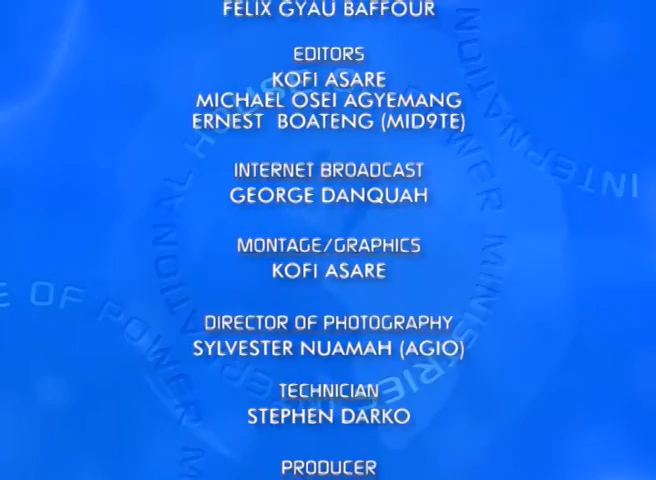 FELIX GYAU BAFFOUR
EDITORS
KOFI ASARE
MICHAEL OSEI AGYEMANG
ERNEST BOATENG (MID9TE)
INTERNET BROADCAST
GEORGE DANQUAH
MONTAGE/GRAPHICS
KOFI ASARE
DIRECTOR OF PHOTOGRAPHY
SYLVESTER NUAMAH (AGIO)
TECHNICIAN
STEPHEN DARKO
PRODUCER